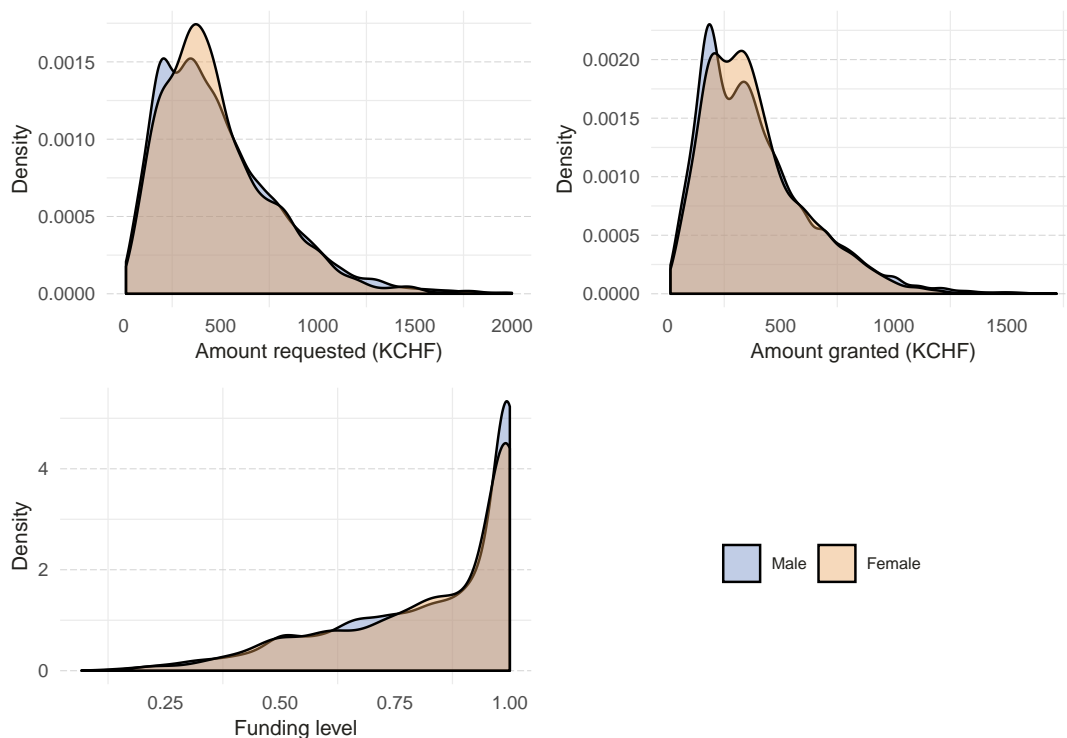 Density
0.0015
0.0010
0.0005
0.0000
0 500 1000 1500 2000
Amount requested (KCHF)
Density
0.0020
0.0015
0.0010
0.0005
0.0000
0 500 1000 1500
Amount granted (KCHF)
Density
4
2
0
0.25 0.50 0.75 1.00
Funding level
Male Female